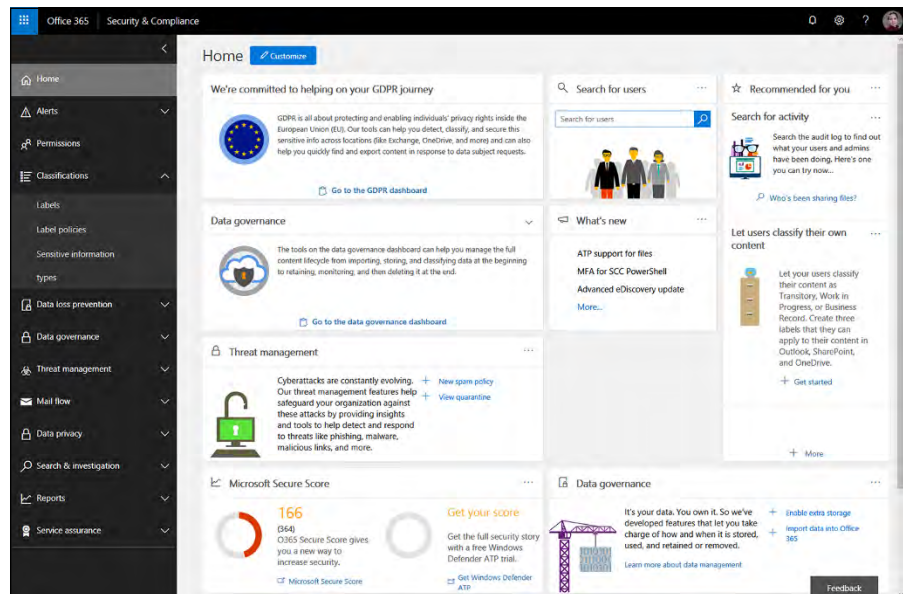 Office 365 Security & Compliance
?
Home
Alerts
Permissions
Classifications
Labels
Label policies
Sensitive information
types
Data loss prevention
Data governance
Threat management
Mail flow
Data privacy
Search & investigation
Reports
Service assurance
Home
Customize
We're committed to helping on your GDPR journey
GDPR is all about protecting and enabling individuals' privacy rights inside the
European Union (EU). Our tools can help you detect, classify, and secure this
sensitive info across locations (like Exchange, OneDrive, and more) and can also
help you quickly find and export content in response to data subject requests.
Go to the GDPR dashboard
Data governance
The tools on the data governance dashboard can help you manage the full
content lifecycle from importing, storing, and classifying data at the beginning
to retaining, monitoring, and then deleting it at the end.
Go to the data governance dashboard
Threat management
Cyberattacks are constantly evolving.
Our threat management features help
safeguard your organization against
these attacks by providing insights
and tools to help detect and respond
to threats like phishing, malware,
malicious links, and more.
New spam policy
View quarantine
Microsoft Secure Score
166
(364)
O365 Secure Score gives
you a new way to
increase security.
Microsoft Secure Score
Get your score
Get the full security story
with a free Windows
Defender ATP trial.
Get Windows Defender
ATP
Search for users
Search for users
What's new
ATP support for files
MFA for SCC PowerShell
Advanced eDiscovery update
More...
Recommended for you
Search for activity
Search the audit log to find out
what your users and admins
have been doing. Here's one
you can try now...
Who's been sharing files?
Let users classify their own
content
Let your users classify
their content as
Transitory, Work in
Progress, or Business
Record. Create three
labels that they can
apply to their content in
Outlook, SharePoint,
and OneDrive.
Get started
More
Data governance
It's your data. You own it. So we've
developed features that let you take
charge of how and when it is stored,
used, and retained or removed.
Learn more about data management
Enable extra storage
Import data into Office
365
Feedback